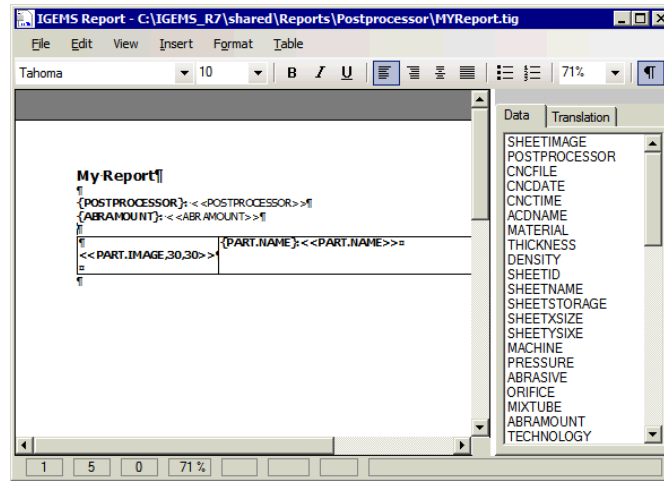 IGEMS Report - C:\IGEMS_R7\shared\Reports\Postprocessor\MYReport.tig
File Edit View Insert Format Table
Tahoma 10 B I U 71% ¶
Data Translation
My·Report¶
¶
{POSTPROCESSOR}:·<<POSTPROCESSOR>>¶
{ABRAMOUNT}:·<<ABRAMOUNT>>¶
¶
¶
<<PART.IMAGE,30,30>>¶
¤
{PART.NAME}:<<PART.NAME>>¤
¶
SHEETIMAGE
POSTPROCESSOR
CNCFILE
CNCDATE
CNCTIME
ACDNAME
MATERIAL
THICKNESS
DENSITY
SHEETID
SHEETNAME
SHEETSTORAGE
SHEETXSIZE
SHEETYSIXE
MACHINE
PRESSURE
ABRASIVE
ORIFICE
MIXTUBE
ABRAMOUNT
TECHNOLOGY
1 5 0 71 %